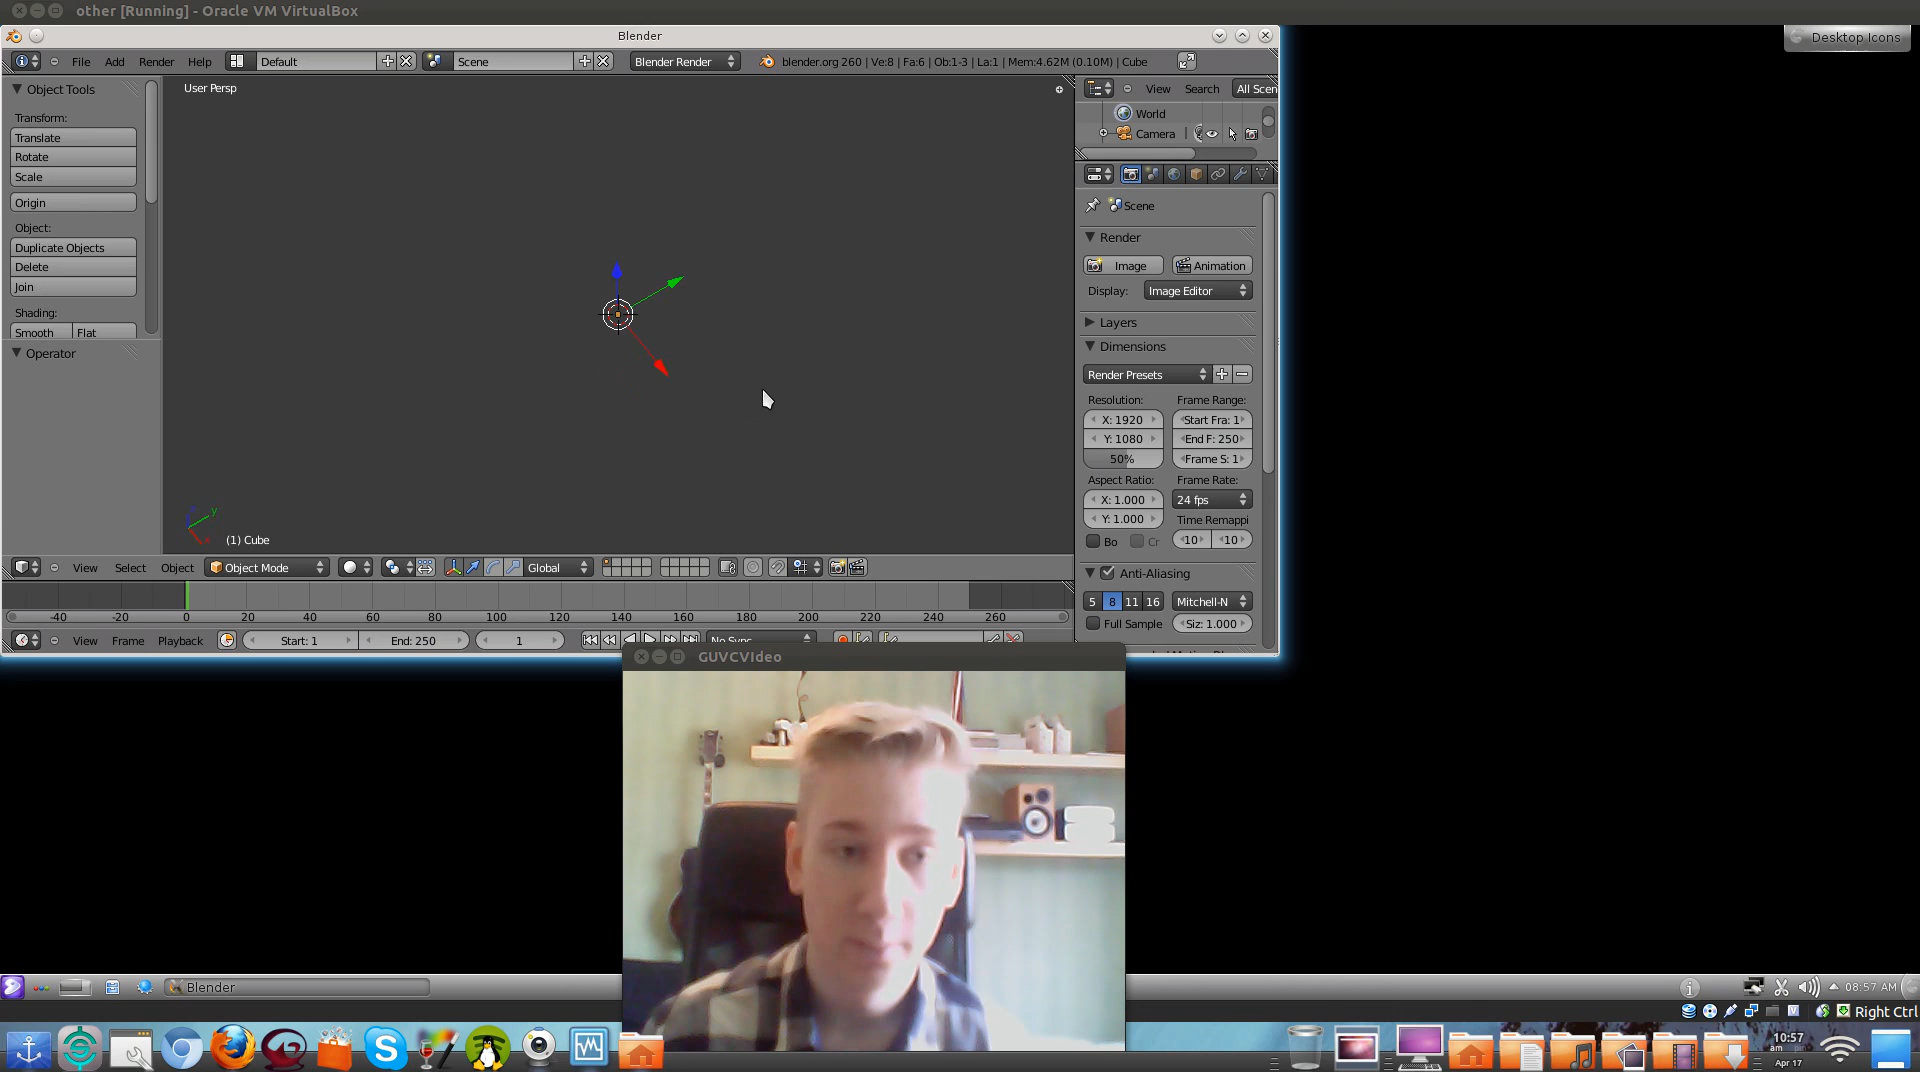 other [Running] - Oracle VM VirtualBox
Blender
Desktop Icons
File Add Render Help Default Scene Blender Render blender.org 260 | Ve:8 | Fa:6 | Ob:1-3 | La:1 | Mem:4.62M (0.10M) | Cube
Object Tools
Transform:
Translate
Rotate
Scale
Origin
Object:
Duplicate Objects
Delete
Join
Shading:
Smooth Flat
Operator
User Persp
y
x
(1) Cube
View Search All Scen
World
Camera
Scene
Render
Image Animation
Display: Image Editor
Layers
Dimensions
Render Presets
Resolution: Frame Range:
X: 1920 Start Fra: 1
Y: 1080 End F: 250
50% Frame S: 1
Aspect Ratio: Frame Rate:
X: 1.000 24 fps
Y: 1.000 Time Remappi
Bo Cr 10 10
Anti-Aliasing
5 8 11 16 Mitchell-N
Full Sample Siz: 1.000
View Select Object Object Mode Global
-40 -20 0 20 40 60 80 100 120 140 160 180 200 220 240 260
View Frame Playback Start: 1 End: 250 1 No Sync
GUVCVIdeo
Blender
08:57 AM
Right Ctrl
10:57
am
Apr 17